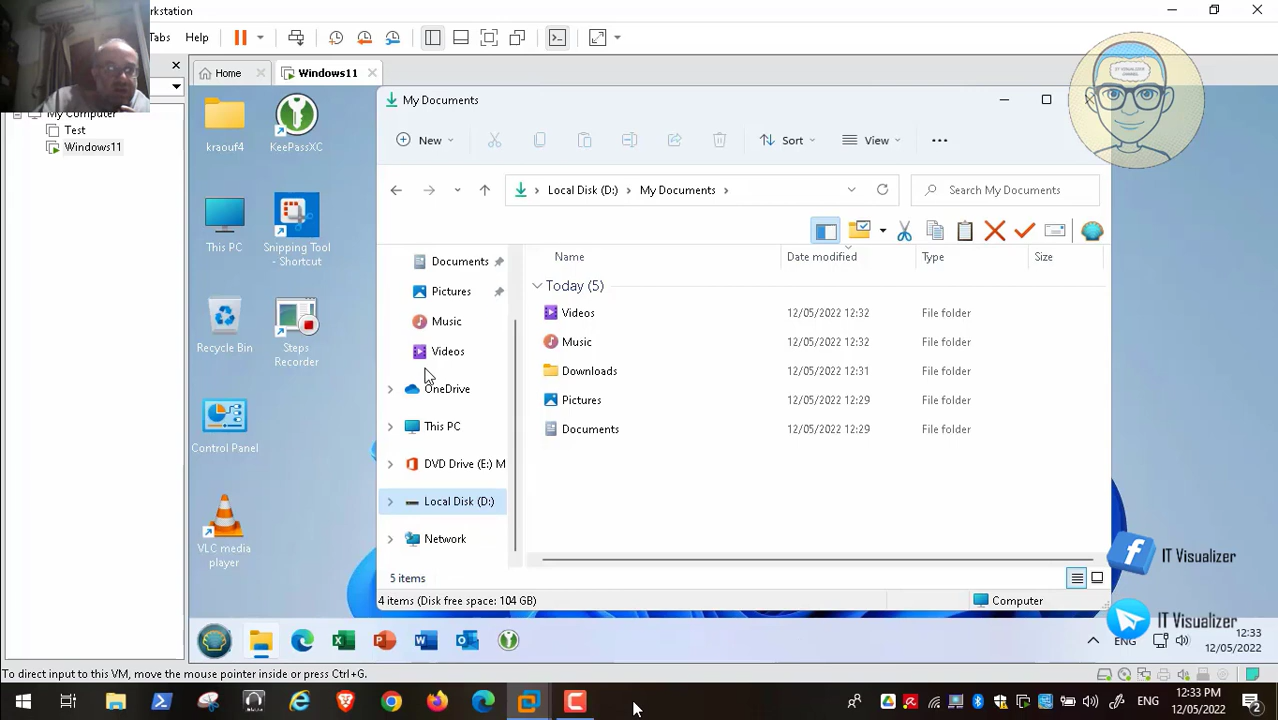 rkstation
Tabs Help
Home Windows11
My Computer
Test
Windows11
kraouf4 KeePassXC
This PC Snipping Tool
- Shortcut
Recycle Bin Steps
Recorder
Control Panel
VLC media
player
My Documents
New Sort View
Local Disk (D:) My Documents Search My Documents
Documents
Pictures
Music
Videos
OneDrive
This PC
DVD Drive (E:) M
Local Disk (D:)
Network
Name Date modified Type Size
Today (5)
Videos 12/05/2022 12:32 File folder
Music 12/05/2022 12:32 File folder
Downloads 12/05/2022 12:31 File folder
Pictures 12/05/2022 12:29 File folder
Documents 12/05/2022 12:29 File folder
5 items
4 items (Disk free space: 104 GB) Computer
IT VISUALIZER
CHANNEL
IT Visualizer
IT Visualizer
ENG 12:33
12/05/2022
To direct input to this VM, move the mouse pointer inside or press Ctrl+G.
ENG 12:33 PM
12/05/2022
2